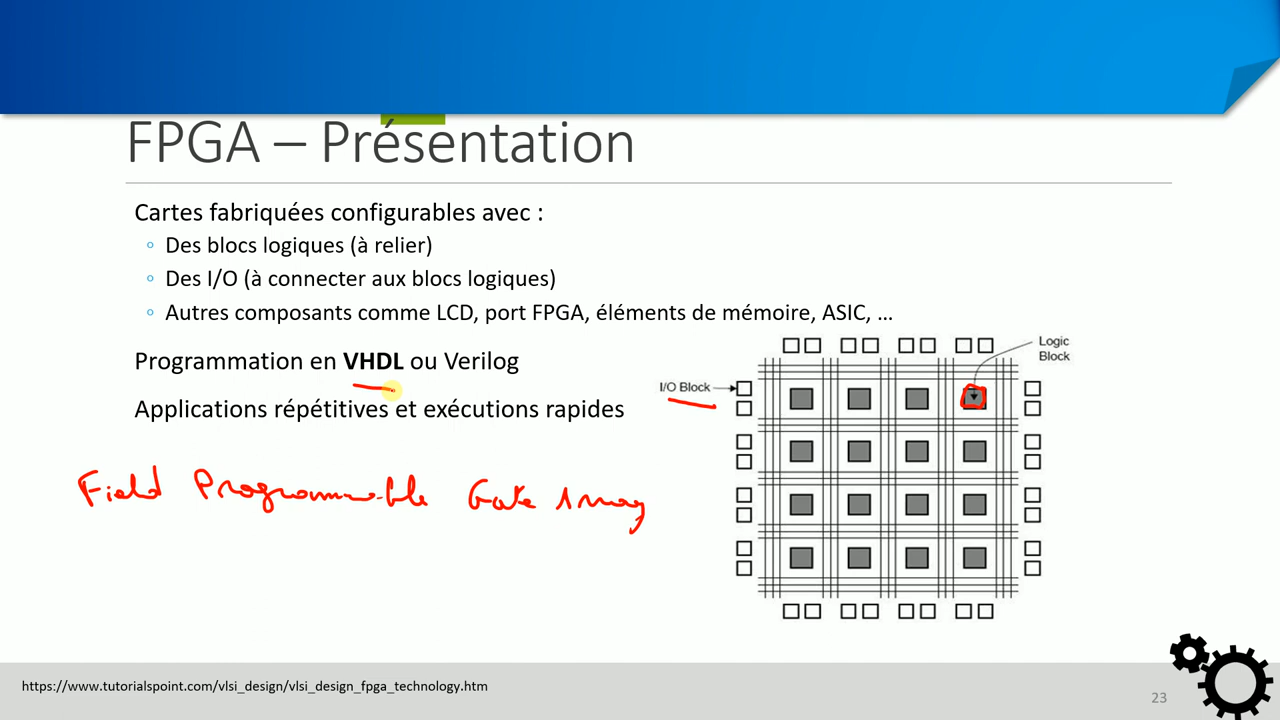 FPGA – Présentation
Cartes fabriquées configurables avec :
◦ Des blocs logiques (à relier)
◦ Des I/O (à connecter aux blocs logiques)
◦ Autres composants comme LCD, port FPGA, éléments de mémoire, ASIC, …
Programmation en VHDL ou Verilog
Applications répétitives et exécutions rapides
Field Programmable Gate Array
Logic
Block
I/O Block
https://www.tutorialspoint.com/vlsi_design/vlsi_design_fpga_technology.htm
23